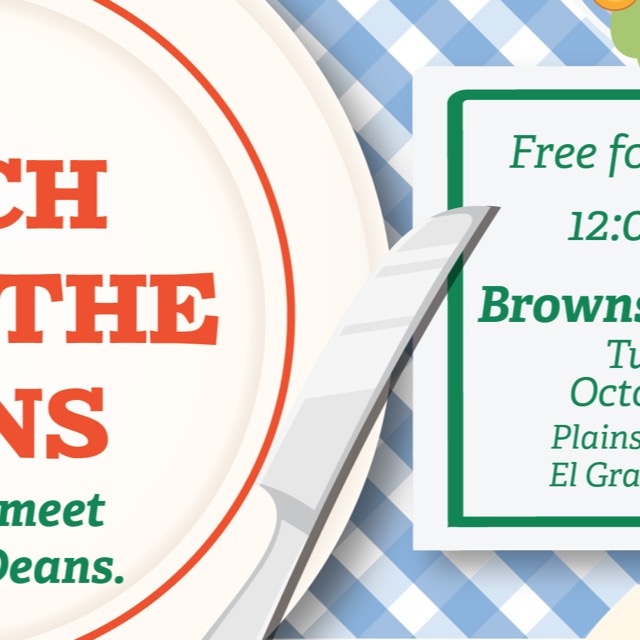 CH
THE
NS
meet
Deans.
Free fo
12:0
Browns
Tu
Octo
Plains
El Gra